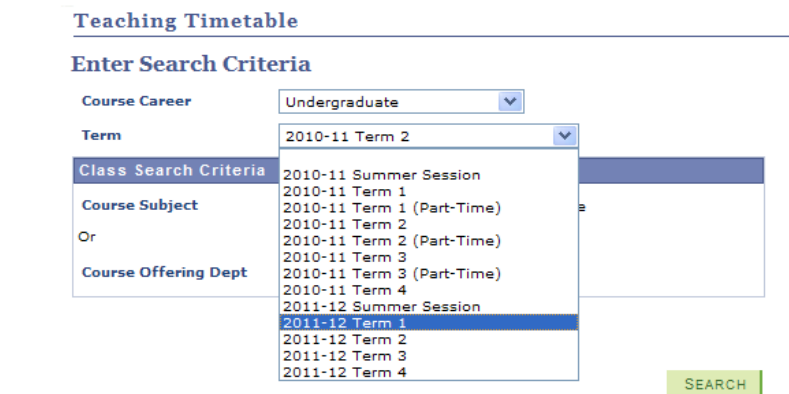 Teaching Timetable
Enter Search Criteria
Course Career Undergraduate
Term 2010-11 Term 2
Class Search Criteria
2010-11 Summer Session
2010-11 Term 1
Course Subject 2010-11 Term 1 (Part-Time)
2010-11 Term 2
Or 2010-11 Term 2 (Part-Time)
2010-11 Term 3
Course Offering Dept 2010-11 Term 3 (Part-Time)
2010-11 Term 4
2011-12 Summer Session
2011-12 Term 1
2011-12 Term 2
2011-12 Term 3
2011-12 Term 4
SEARCH